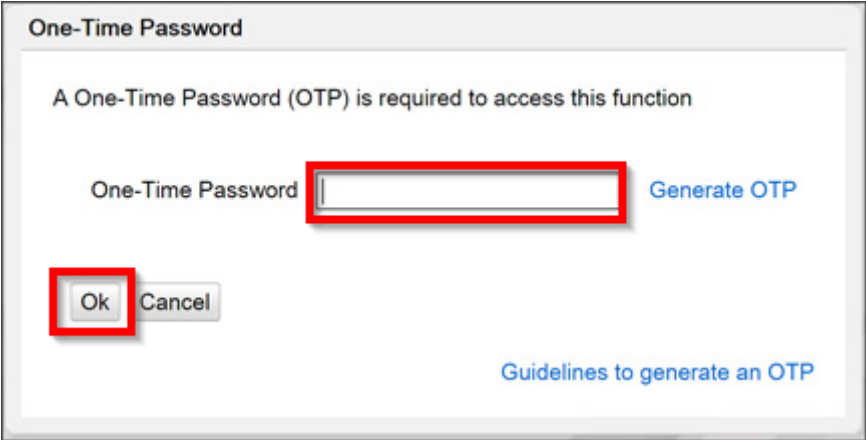 One-Time Password
A One-Time Password (OTP) is required to access this function
One-Time Password Generate OTP
Ok Cancel
Guidelines to generate an OTP